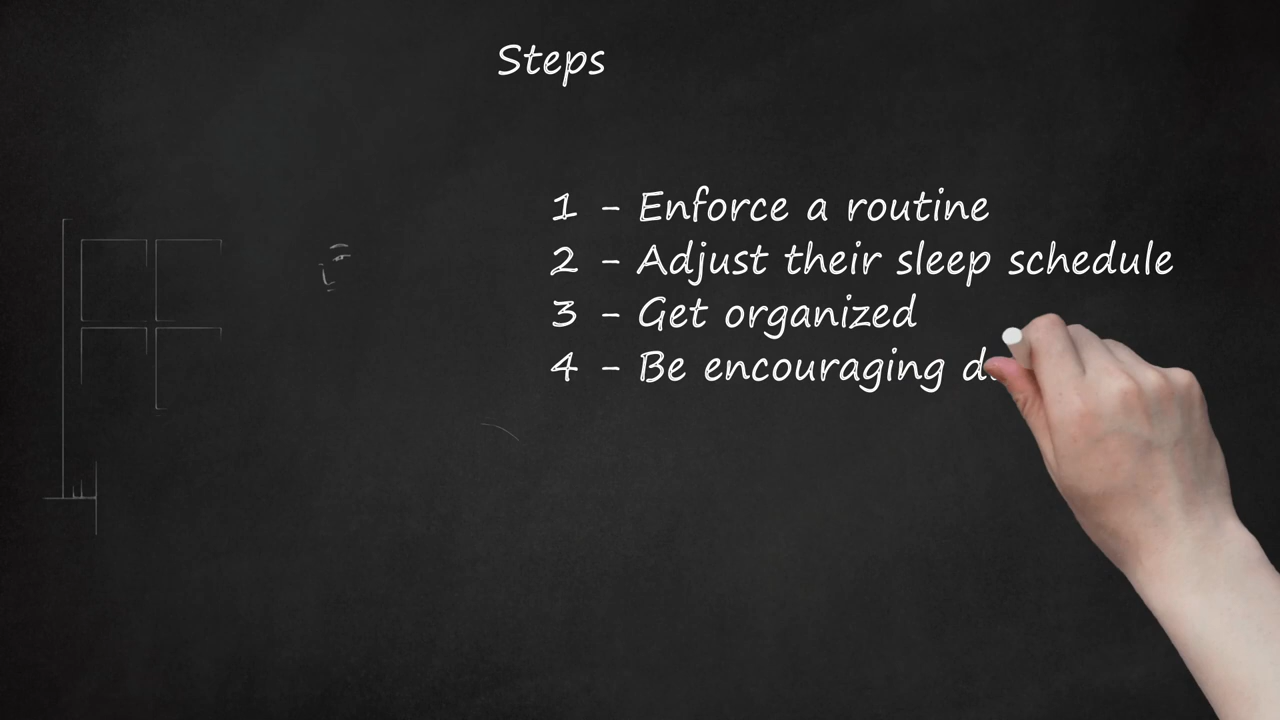 Steps
1 - Enforce a routine
2 - Adjust their sleep schedule
3 - Get organized
4 - Be encouraging